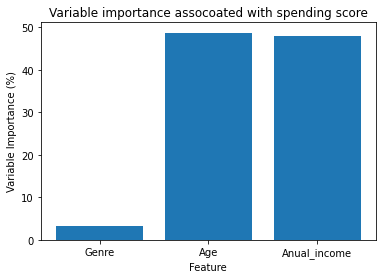 Variable importance assocoated with spending score
Variable Importance (%)
50
40
30
20
10
0
Genre Age Anual_income
Feature